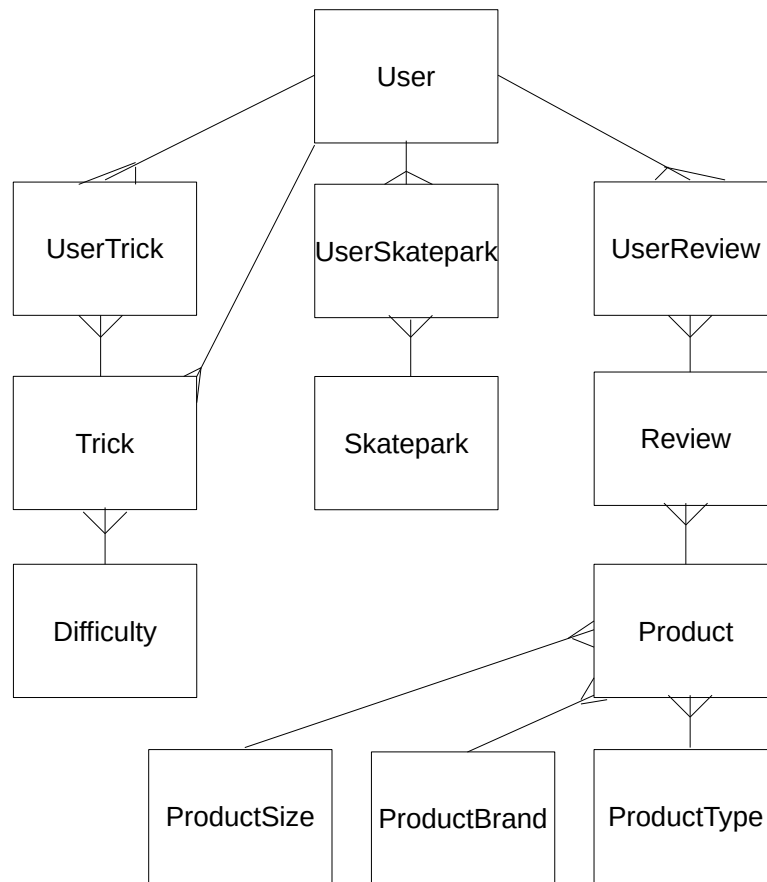 User
UserTrick
UserSkatepark
UserReview
Trick
Skatepark
Review
Difficulty
Product
ProductSize
ProductBrand
ProductType